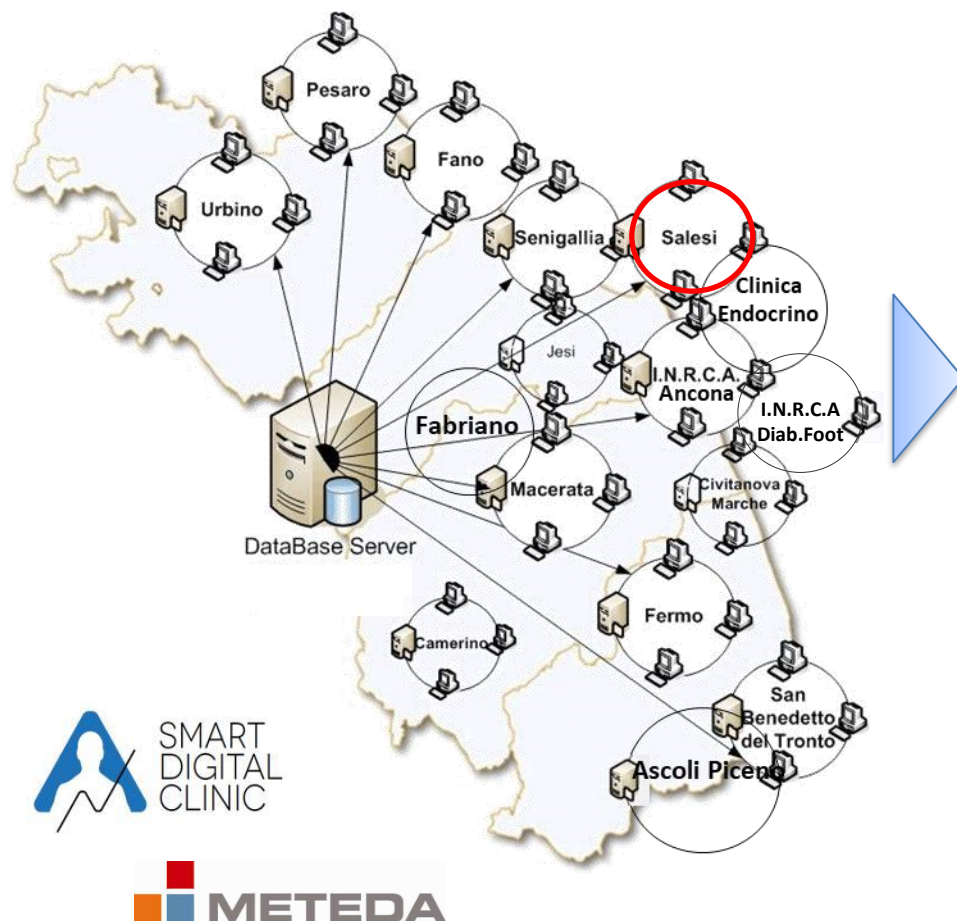 Pesaro
Fano
Urbino
Senigallia
Salesi
Clinica
Endocrino
Jesi
I.N.R.C.A.
Ancona
I.N.R.C.A
Diab.Foot
Fabriano
Macerata
Civitanova
Marche
DataBase Server
Fermo
Camerino
San
Benedetto
del Tronto
Ascoli Piceno
SMART
DIGITAL
CLINIC
METEDA